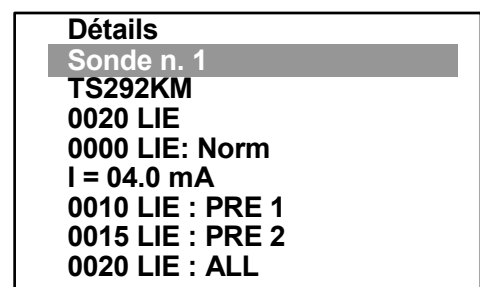 Détails
Sonde n. 1
TS292KM
0020 LIE
0000 LIE: Norm
I = 04.0 mA
0010 LIE : PRE 1
0015 LIE : PRE 2
0020 LIE : ALL